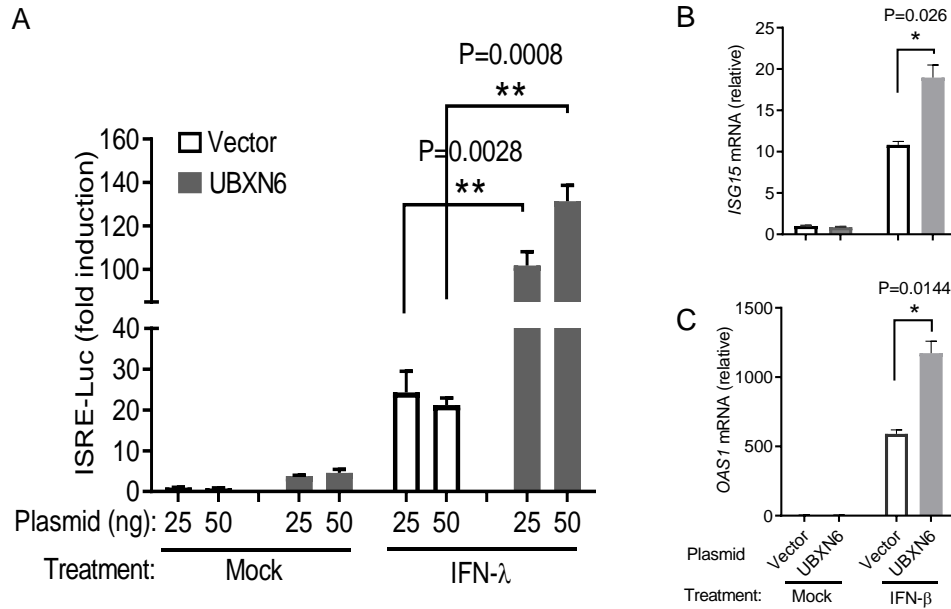 A
P=0.0008
**
P=0.0028
**
Vector
UBXN6
ISRE-Luc (fold induction)
160
140
120
100
40
30
20
10
0
Plasmid (ng): 25 50 25 50 25 50 25 50
Treatment: Mock IFN-λ
B
P=0.026
*
ISG15 mRNA (relative)
25
20
15
10
5
0
C
P=0.0144
*
OAS1 mRNA (relative)
1500
1000
500
0
Plasmid Vector UBXN6 Vector UBXN6
Treatment: Mock IFN-β